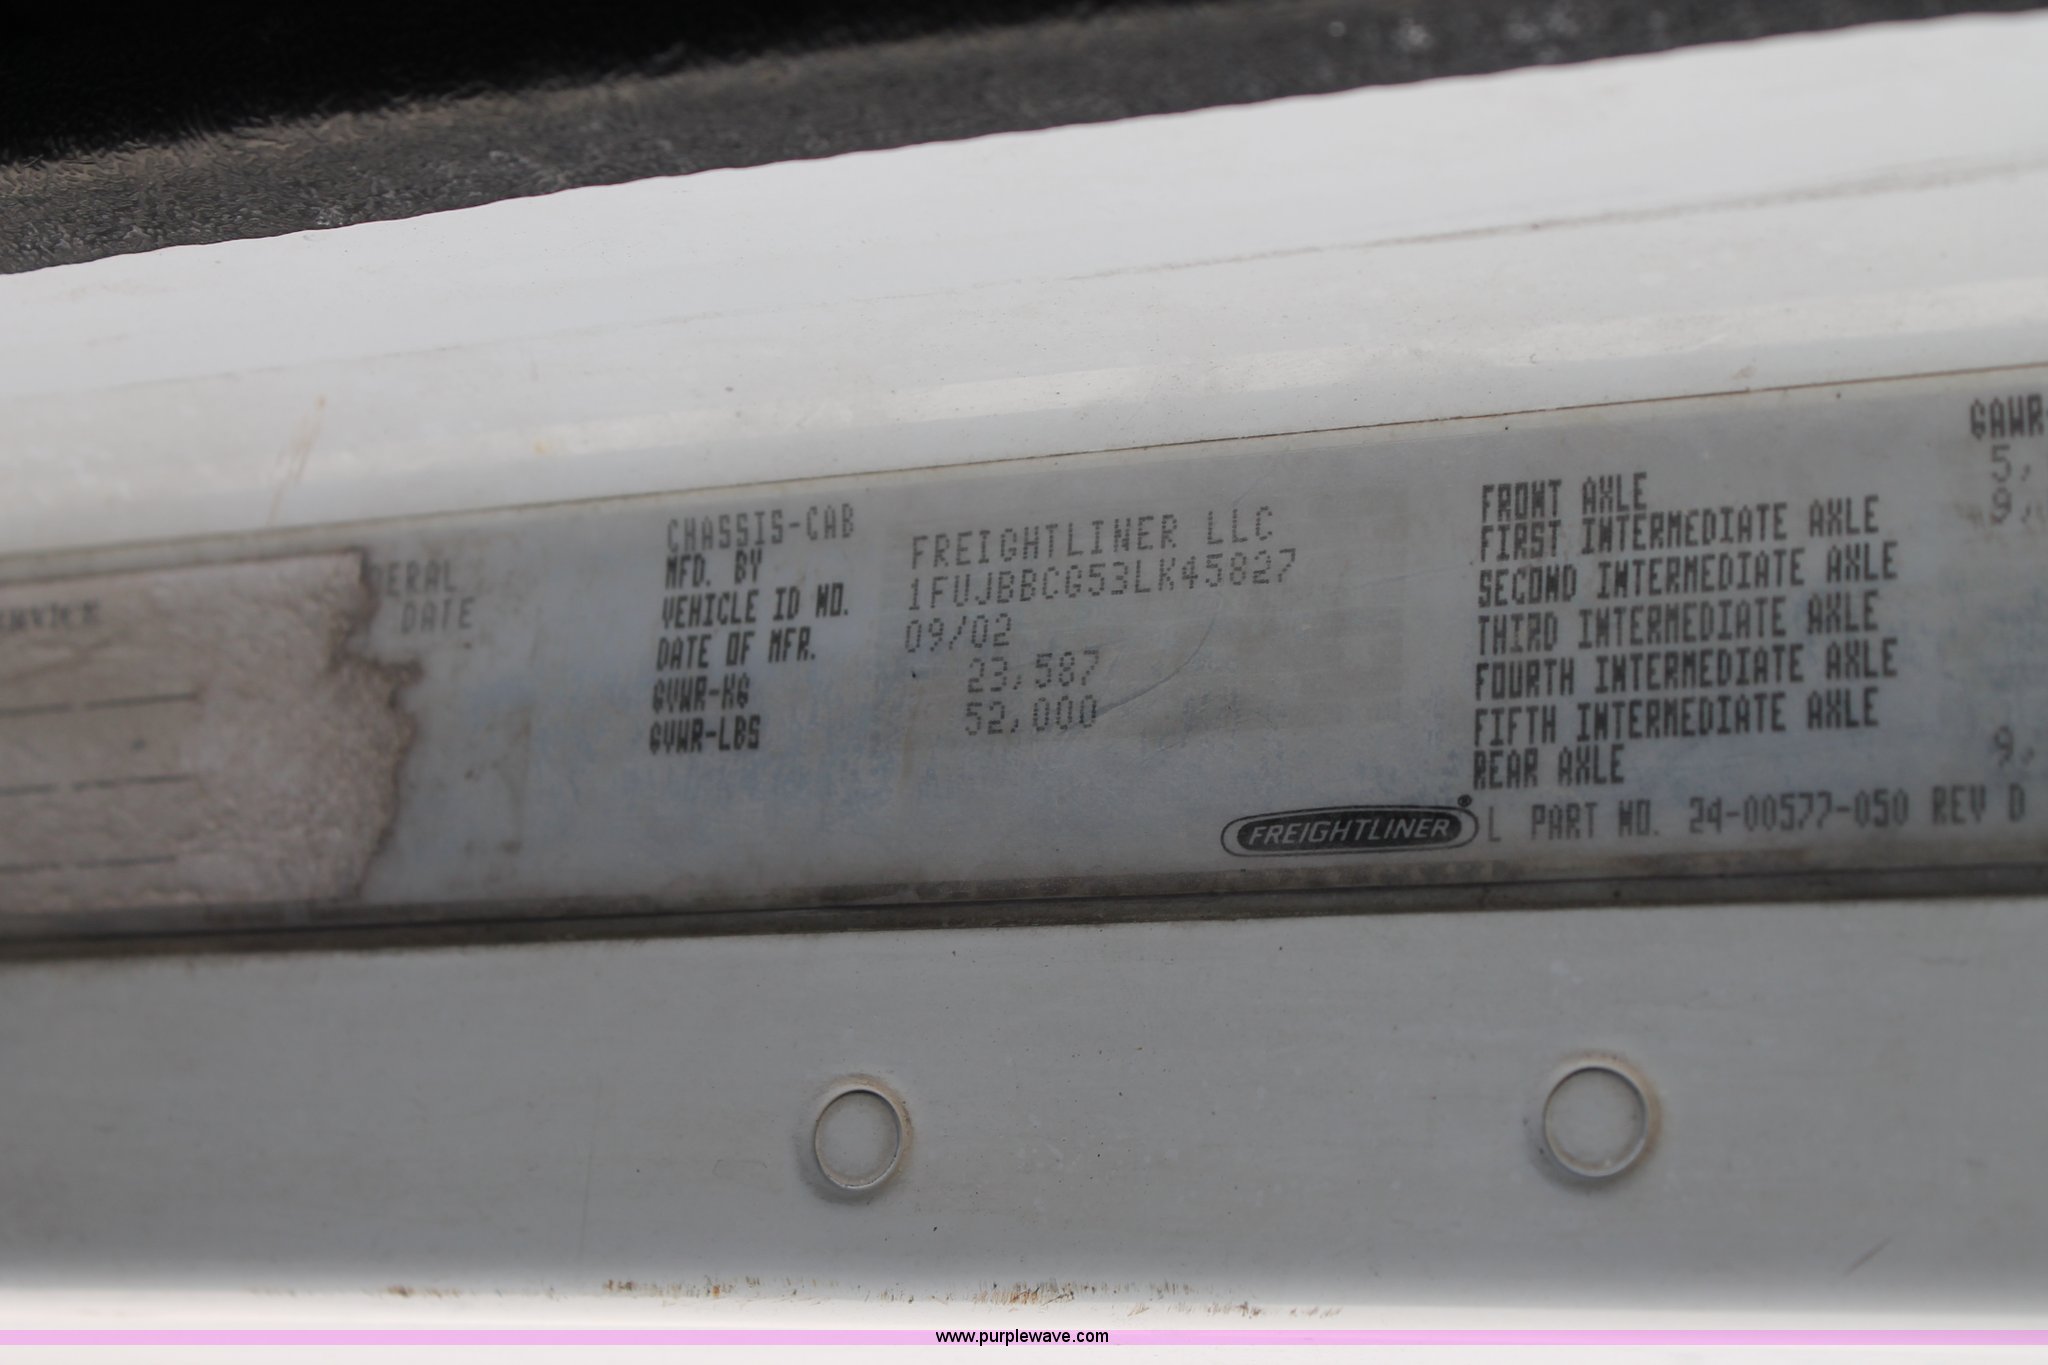 ERVICE
ERAL
DATE
CHASSIS-CAB
MFD. BY FREIGHTLINER LLC
VEHICLE ID NO. 1FUJBBCG53LK45827
DATE OF MFR. 09/02
GVWR-KG 23,587
GVWR-LBS 52,000
GAWR-
FRONT AXLE 5,
FIRST INTERMEDIATE AXLE 9,
SECOND INTERMEDIATE AXLE
THIRD INTERMEDIATE AXLE
FOURTH INTERMEDIATE AXLE
FIFTH INTERMEDIATE AXLE
REAR AXLE 9,
FREIGHTLINER® L PART NO. 24-00577-050 REV D
www.purplewave.com